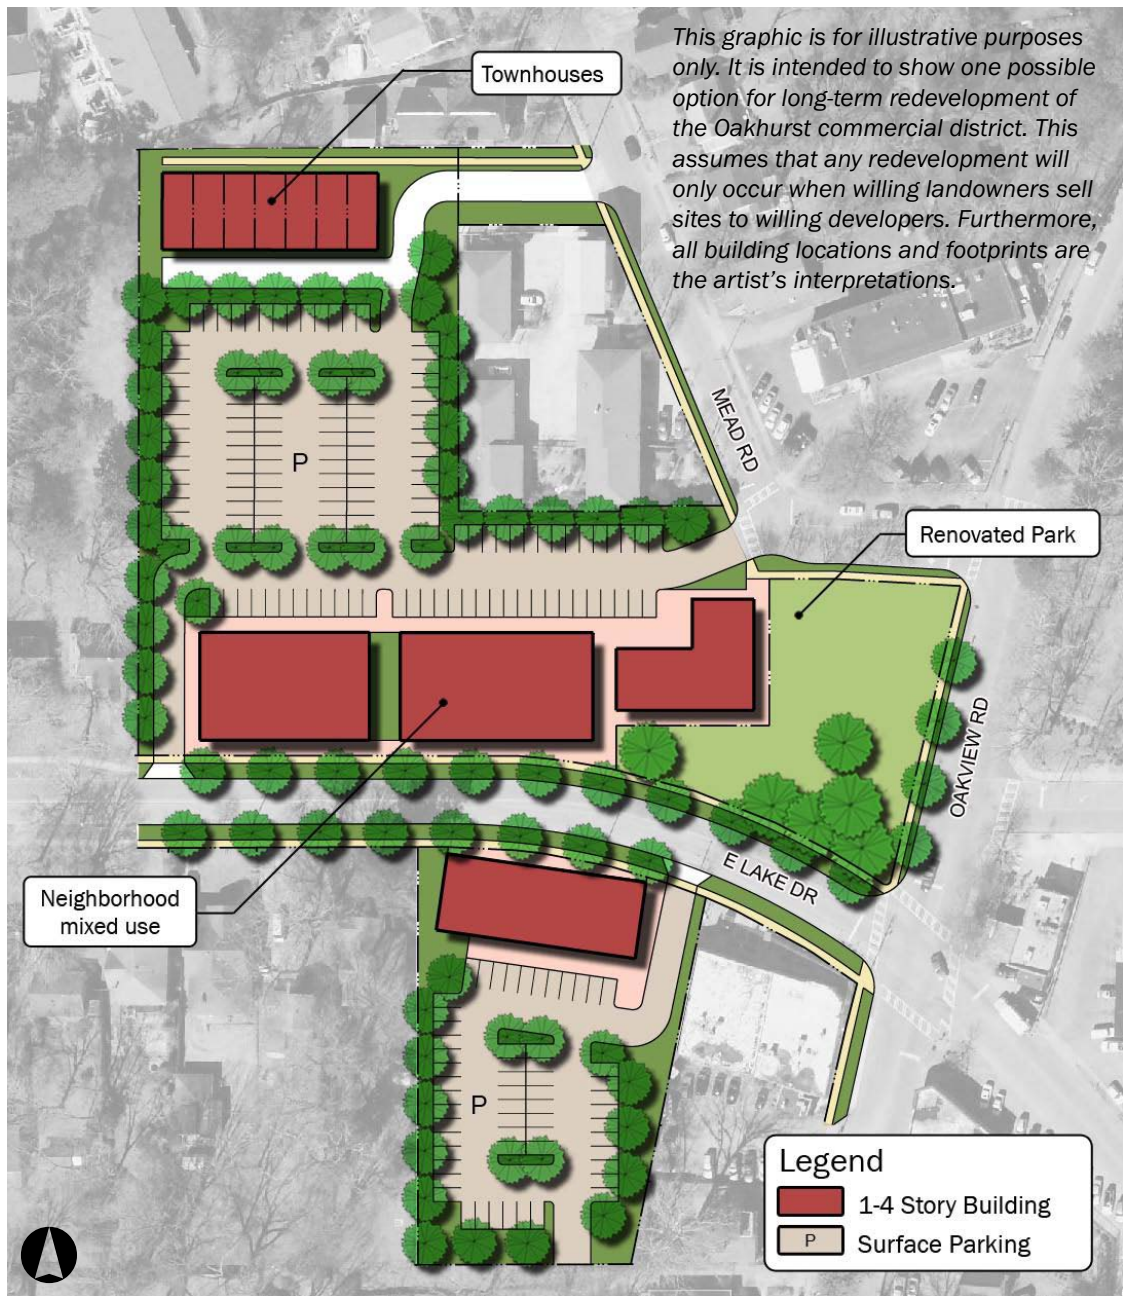 This graphic is for illustrative purposes
only. It is intended to show one possible
option for long-term redevelopment of
the Oakhurst commercial district. This
assumes that any redevelopment will
only occur when willing landowners sell
sites to willing developers. Furthermore,
all building locations and footprints are
the artist's interpretations.
Townhouses
MEAD RD
P
Renovated Park
OAKVIEW RD
E LAKE DR
Neighborhood
mixed use
P
Legend
1-4 Story Building
P
Surface Parking